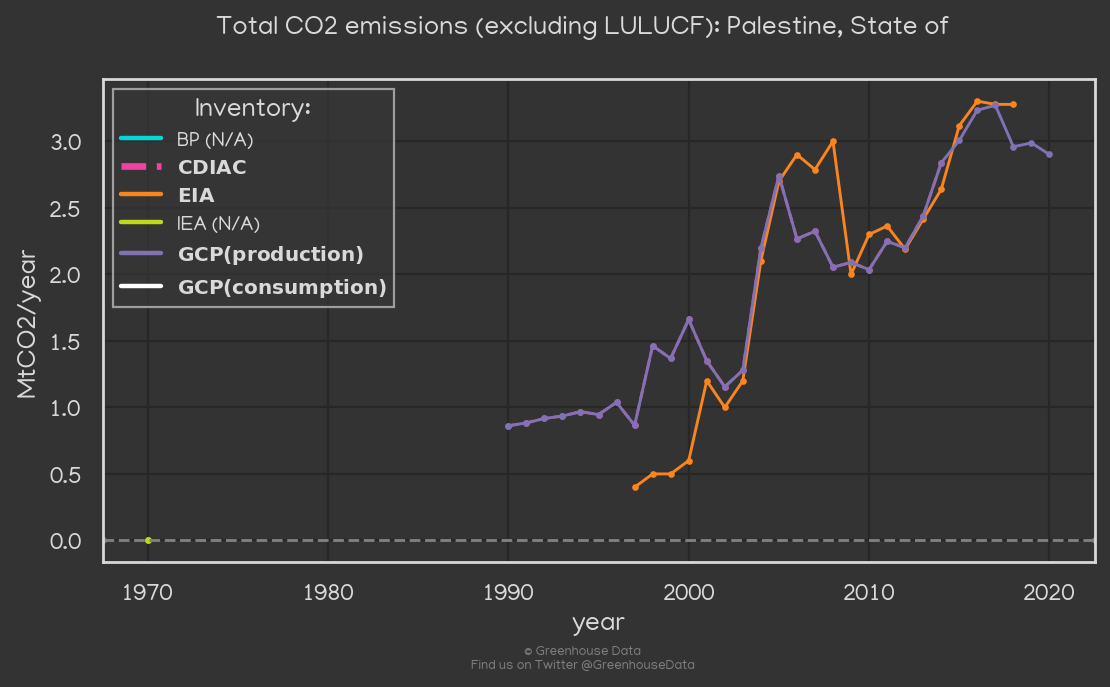 Total CO2 emissions (excluding LULUCF): Palestine, State of
Inventory:
BP (N/A)
CDIAC
EIA
IEA (N/A)
GCP(production)
GCP(consumption)
MtCO2/year
3.0
2.5
2.0
1.5
1.0
0.5
0.0
1970 1980 1990 2000 2010 2020
year
© Greenhouse Data
Find us on Twitter @GreenhouseData